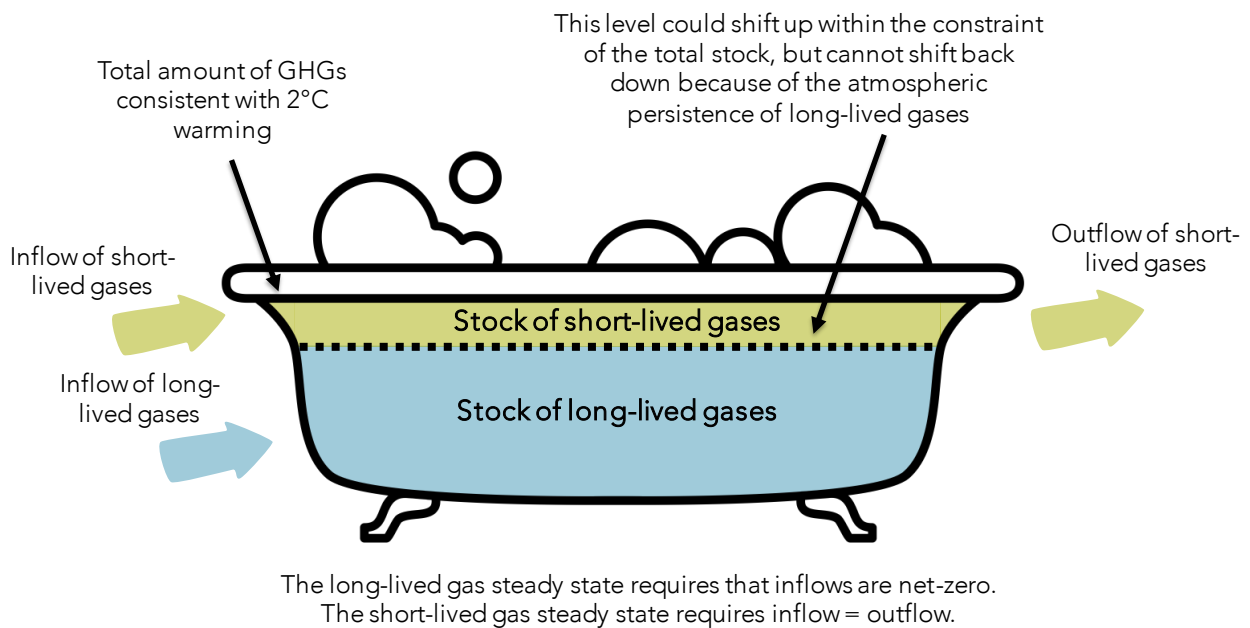 This level could shift up within the constraint
of the total stock, but cannot shift back
down because of the atmospheric
persistence of long-lived gases
Total amount of GHGs
consistent with 2°C
warming
Inflow of short-
lived gases
Outflow of short-
lived gases
Stock of short-lived gases
Inflow of long-
lived gases
Stock of long-lived gases
The long-lived gas steady state requires that inflows are net-zero.
The short-lived gas steady state requires inflow = outflow.